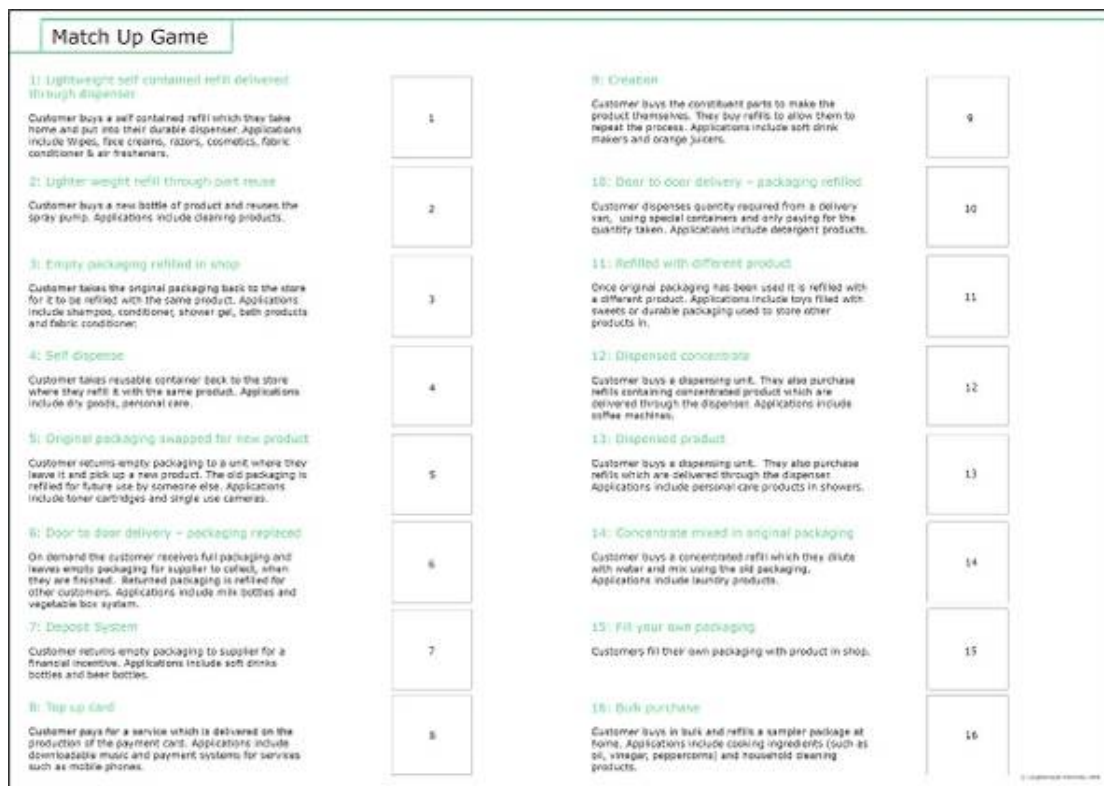 Match Up Game
1: Lightweight self contained refill delivered
through dispenser
Customer buys a self contained refill which they take
home and put into their durable dispenser. Applications
include Wipes, face creams, razors, cosmetics, fabric
conditioner & air fresheners.
1
2: Lighter weight refill through part reuse
Customer buys a new bottle of product and reuses the
spray pump. Applications include cleaning products.
2
3: Empty packaging refilled in shop
Customer takes the original packaging back to the store
for it to be refilled with the same product. Applications
include shampoo, conditioner, shower gel, bath products
and fabric conditioner.
3
4: Self dispense
Customer takes reusable container back to the store
where they refill it with the same product. Applications
include dry goods, personal care.
4
5: Original packaging swapped for new product
Customer returns empty packaging to a unit where they
leave it and pick up a new product. The old packaging is
refilled for future use by someone else. Applications
include toner cartridges and single use cameras.
5
6: Door to door delivery – packaging replaced
On demand the customer receives full packaging and
leaves empty packaging for supplier to collect, when
they are finished. Returned packaging is refilled for
other customers. Applications include milk bottles and
vegetable box system.
6
7: Deposit System
Customer returns empty packaging to supplier for a
financial incentive. Applications include soft drinks
bottles and beer bottles.
7
8: Top up card
Customer pays for a service which is delivered on the
production of the payment card. Applications include
downloadable music and payment systems for services
such as mobile phones.
8
9: Creation
Customer buys the constituent parts to make the
product themselves. They buy refills to allow them to
repeat the process. Applications include soft drink
makers and orange juicers.
9
10: Door to door delivery – packaging refilled
Customer dispenses quantity required from a delivery
van, using special containers and only paying for the
quantity taken. Applications include detergent products.
10
11: Refilled with different product
Once original packaging has been used it is refilled with
a different product. Applications include toys filled with
sweets or durable packaging used to store other
products in.
11
12: Dispensed concentrate
Customer buys a dispensing unit. They also purchase
refills containing concentrated product which are
delivered through the dispenser. Applications include
coffee machines.
12
13: Dispensed product
Customer buys a dispensing unit. They also purchase
refills which are delivered through the dispenser.
Applications include personal care products in showers.
13
14: Concentrate mixed in original packaging
Customer buys a concentrated refill which they dilute
with water and mix using the old packaging.
Applications include laundry products.
14
15: Fill your own packaging
Customers fill their own packaging with product in shop.
15
16: Bulk purchase
Customer buys in bulk and refills a sampler package at
home. Applications include cooking ingredients (such as
oil, vinegar, peppercorns) and household cleaning
products.
16